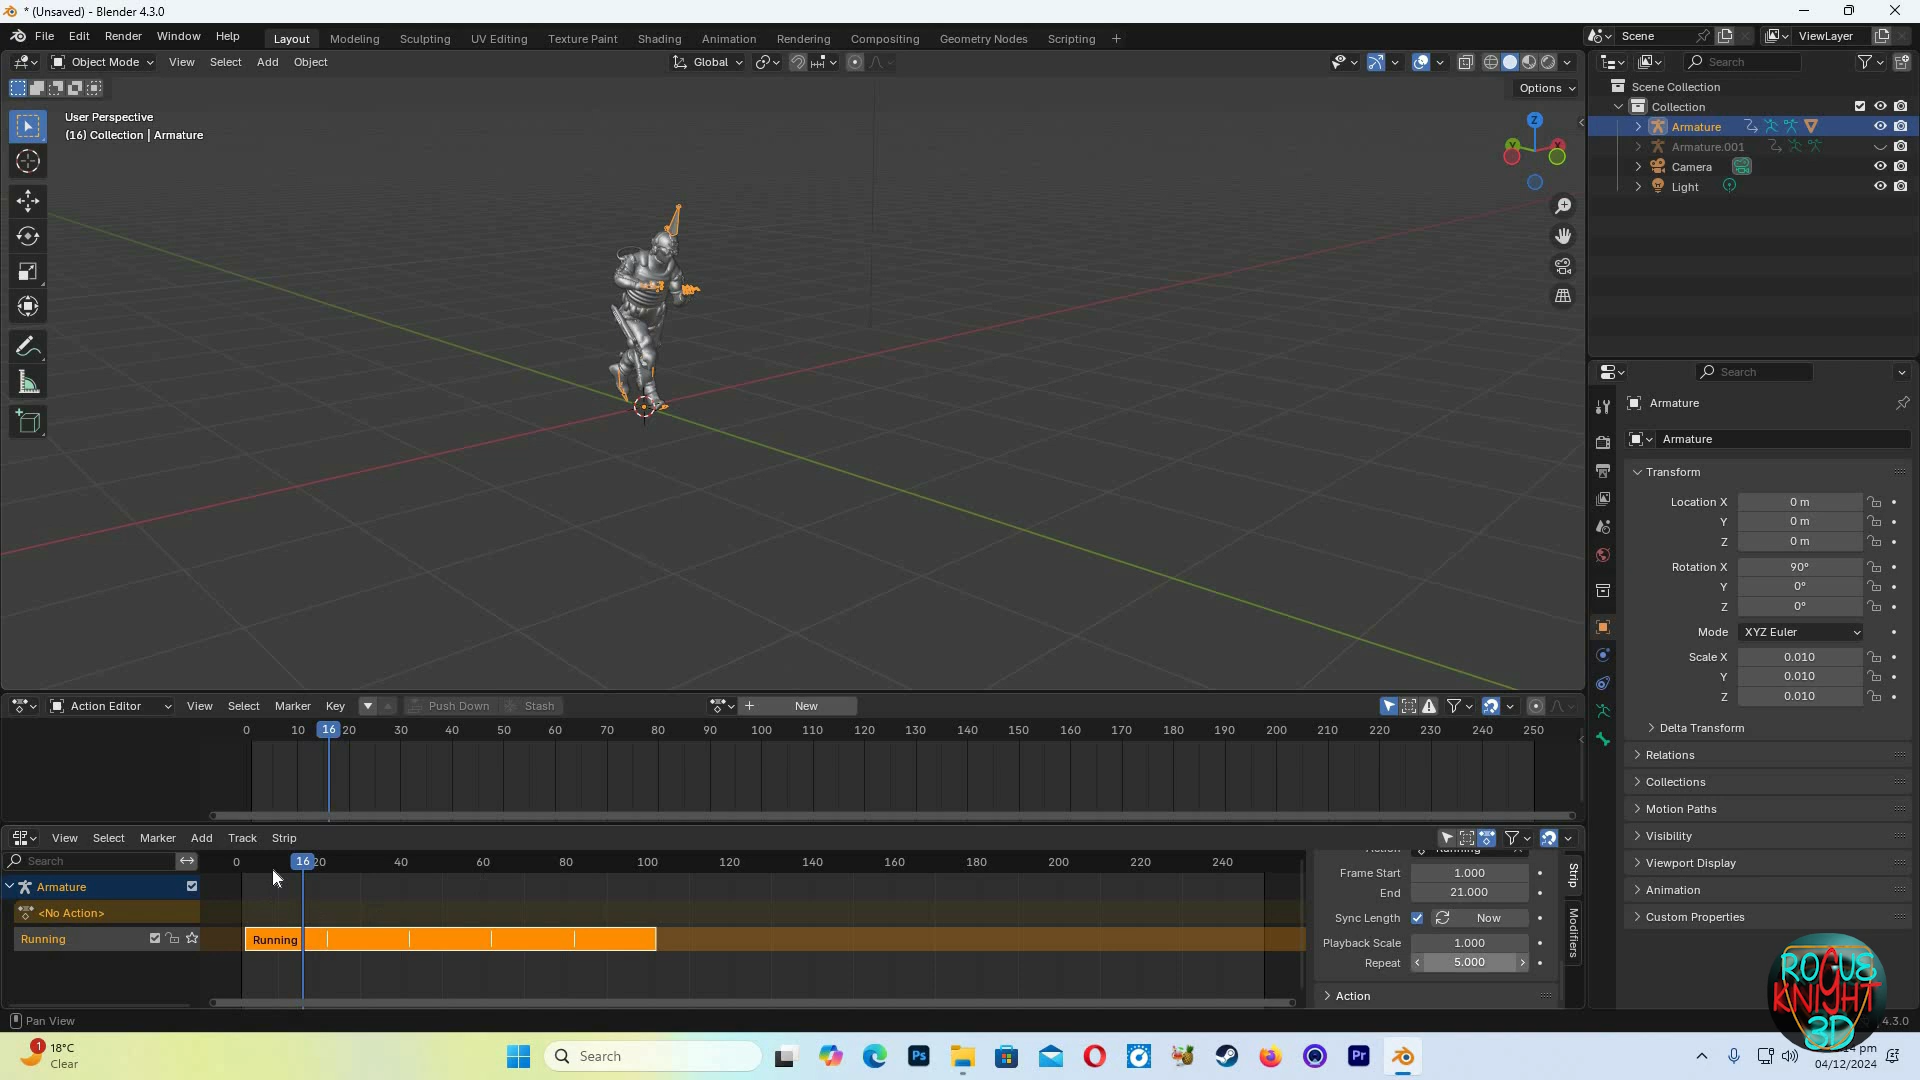 * (Unsaved) - Blender 4.3.0
File Edit Render Window Help Layout Modeling Sculpting UV Editing Texture Paint Shading Animation Rendering Compositing Geometry Nodes Scripting + Scene ViewLayer
Object Mode View Select Add Object Global Search
Options
User Perspective
(16) Collection | Armature
Scene Collection
Collection
Armature
Armature.001
Camera
Light
Z
Y
X
Search
Armature
Armature
Transform
Location X 0 m
Y 0 m
Z 0 m
Rotation X 90°
Y 0°
Z 0°
Mode XYZ Euler
Scale X 0.010
Y 0.010
Z 0.010
Delta Transform
Relations
Collections
Motion Paths
Visibility
Viewport Display
Animation
Custom Properties
Action Editor View Select Marker Key Push Down Stash New
0 10 16 20 30 40 50 60 70 80 90 100 110 120 130 140 150 160 170 180 190 200 210 220 230 240 250
View Select Marker Add Track Strip
Search 0 16 20 40 60 80 100 120 140 160 180 200 220 240
Armature
<No Action>
Running Running
Frame Start 1.000
End 21.000
Sync Length Now
Playback Scale 1.000
Repeat 5.000
Action
Strip
Modifiers
Pan View 4.3.0
ROGUE
KNIGHT
3D
1 18°C
Clear
Search
Ps
Pr
pm
04/12/2024